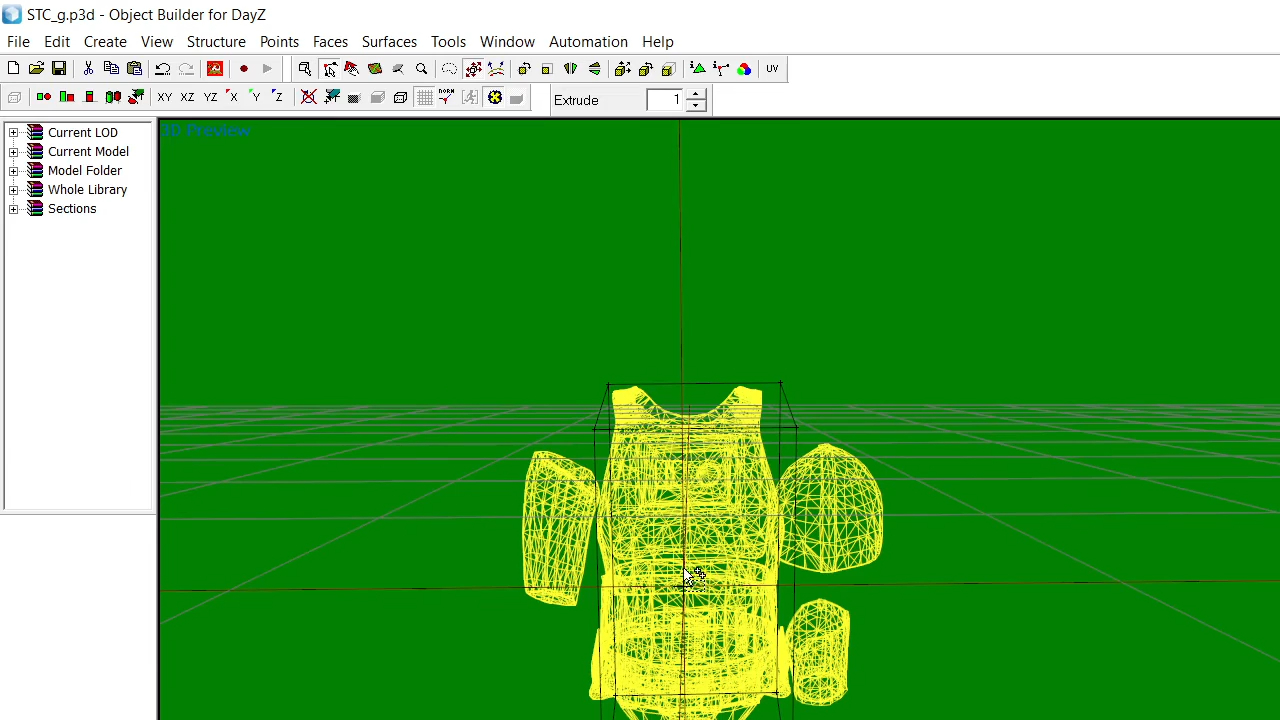 STC_g.p3d - Object Builder for DayZ
File Edit Create View Structure Points Faces Surfaces Tools Window Automation Help
UV
XY XZ YZ X Y Z NORM Extrude 1
3D Preview
Current LOD
Current Model
Model Folder
Whole Library
Sections